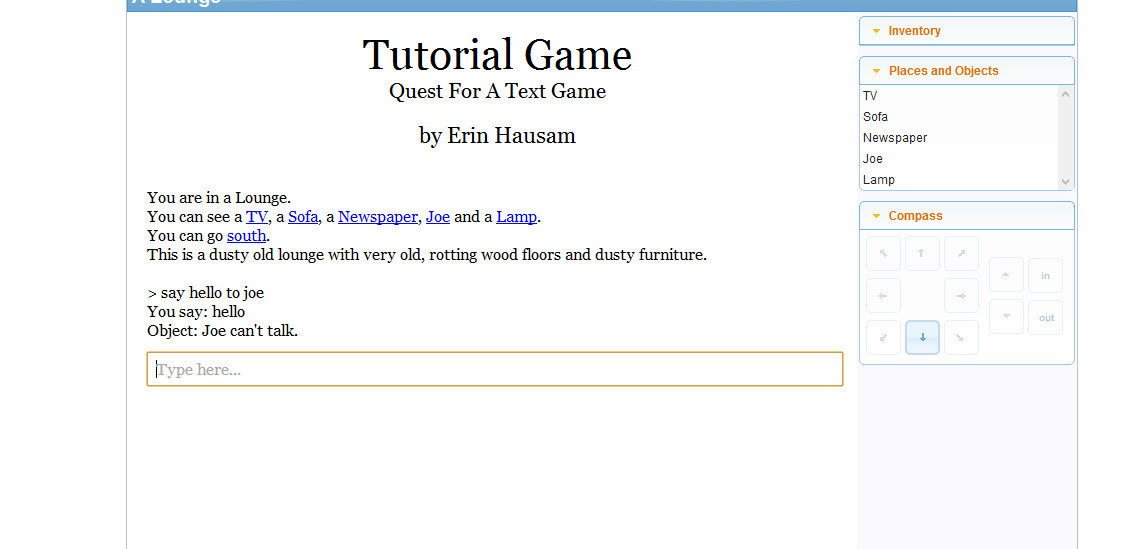 A Lounge
Tutorial Game
Quest For A Text Game
by Erin Hausam
You are in a Lounge.
You can see a TV, a Sofa, a Newspaper, Joe and a Lamp.
You can go south.
This is a dusty old lounge with very old, rotting wood floors and dusty furniture.
> say hello to joe
You say: hello
Object: Joe can't talk.
Type here...
Inventory
Places and Objects
TV
Sofa
Newspaper
Joe
Lamp
Compass
in
out